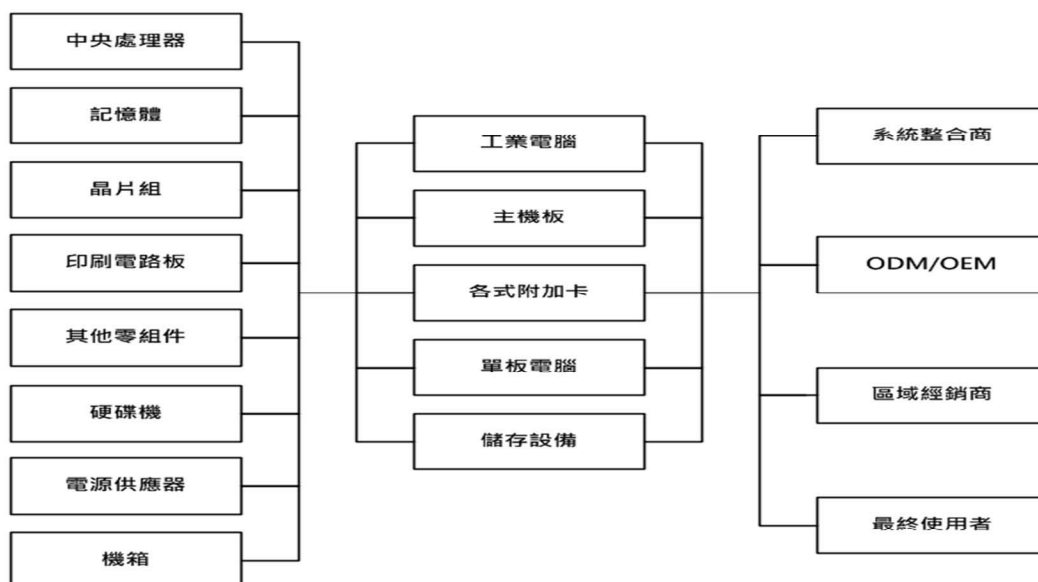 中央處理器
記憶體
晶片組
印刷電路板
其他零組件
硬碟機
電源供應器
機箱
工業電腦
主機板
各式附加卡
單板電腦
儲存設備
系統整合商
ODM/OEM
區域經銷商
最終使用者